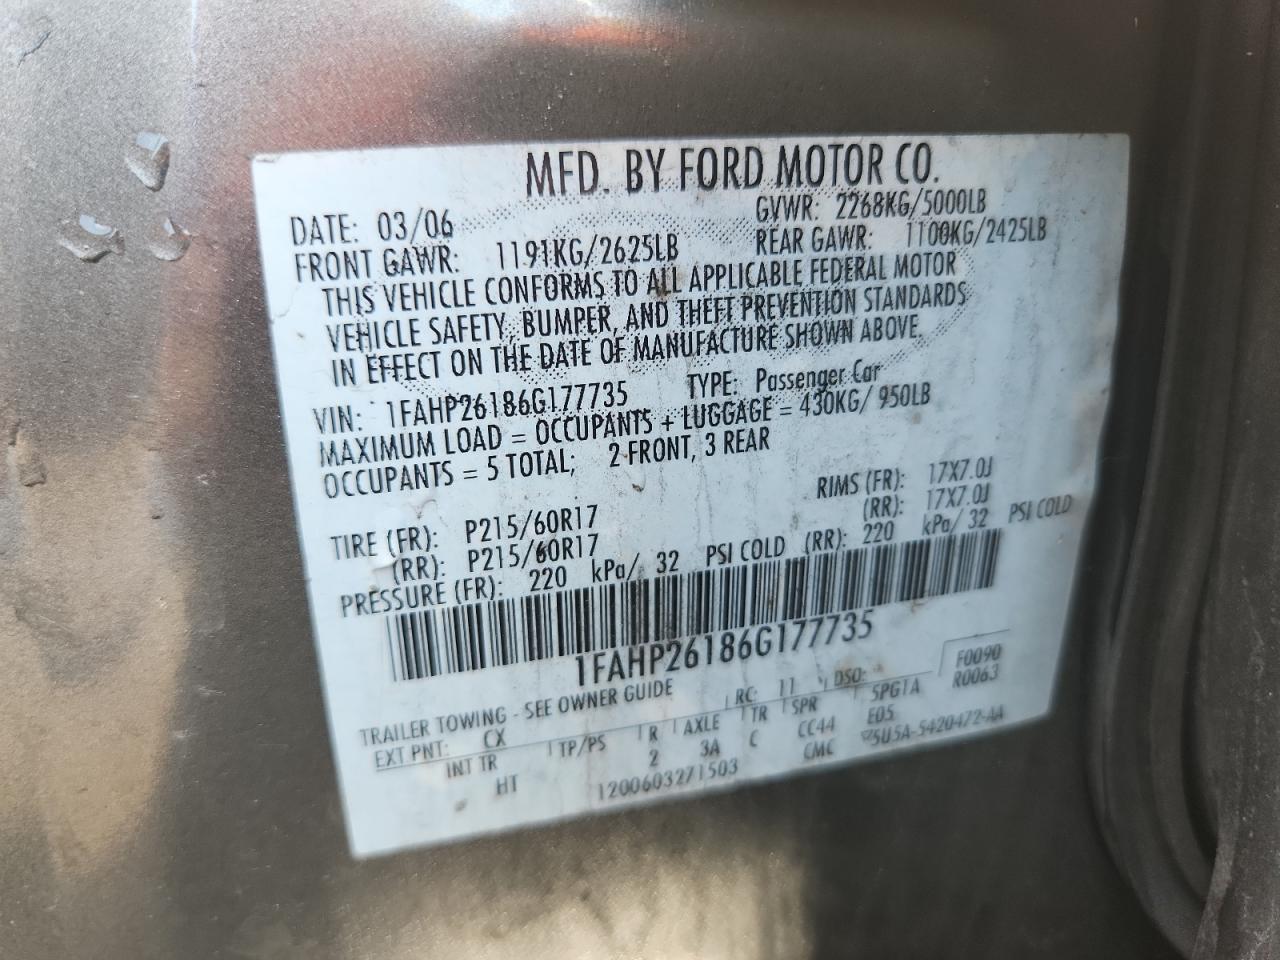 MFD. BY FORD MOTOR CO.
DATE: 03/06 GVWR: 2268KG/5000LB
FRONT GAWR: 1191KG/2625LB REAR GAWR: 1100KG/2425LB
THIS VEHICLE CONFORMS TO ALL APPLICABLE FEDERAL MOTOR
VEHICLE SAFETY, BUMPER, AND THEFT PREVENTION STANDARDS
IN EFFECT ON THE DATE OF MANUFACTURE SHOWN ABOVE.
VIN: 1FAHP26186G177735 TYPE: Passenger Car
MAXIMUM LOAD = OCCUPANTS + LUGGAGE = 430KG/ 950LB
OCCUPANTS = 5 TOTAL; 2 FRONT, 3 REAR
TIRE (FR): P215/60R17 RIMS (FR): 17X7.0J
(RR): P215/60R17 (RR): 17X7.0J
PRESSURE (FR): 220 kPa/ 32 PSI COLD (RR): 220 kPa/ 32 PSI COLD
1FAHP26186G177735
TRAILER TOWING - SEE OWNER GUIDE RC: 11 DSO: F0090
EXT PNT: CX R0063
INT TR TP/PS R AXLE TR SPR 5PG1A
HT 2 3A C CC44 E05
1200603271503 CMC 5U5A-5420472-AA